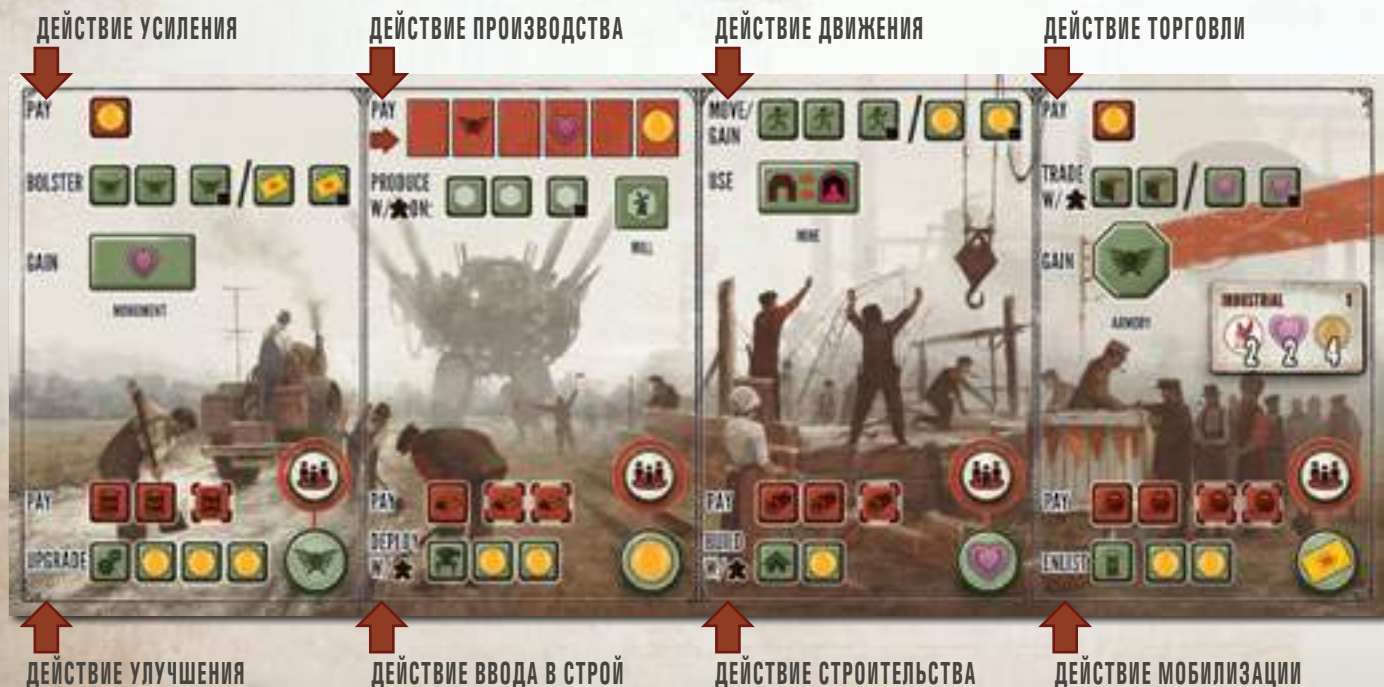 ДЕЙСТВИЕ УСИЛЕНИЯ
ДЕЙСТВИЕ ПРОИЗВОДСТВА
ДЕЙСТВИЕ ДВИЖЕНИЯ
ДЕЙСТВИЕ ТОРГОВЛИ
PAY
BOLSTER
/
GAIN
MONUMENT
PAY
UPGRADE
PAY
PRODUCE
W/ ON:
MILL
PAY
DEPLOY
W/
MOVE/
GAIN
/
USE
MINE
PAY
BUILD
W/
PAY
TRADE
W/
/
GAIN
ARMORY
INDUSTRIAL 1
2 2 4
PAY
ENLIST
ДЕЙСТВИЕ УЛУЧШЕНИЯ
ДЕЙСТВИЕ ВВОДА В СТРОЙ
ДЕЙСТВИЕ СТРОИТЕЛЬСТВА
ДЕЙСТВИЕ МОБИЛИЗАЦИИ